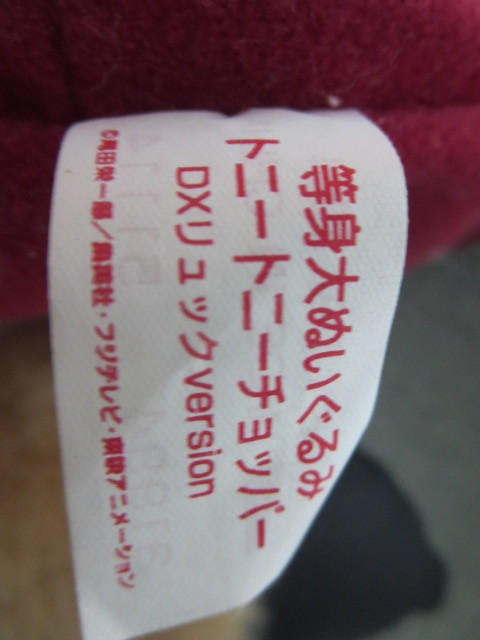 等身大ぬいぐるみ
トニートニーチョッパー
DXリュックversion
©尾田栄一郎/集英社・フジテレビ・東映アニメーション